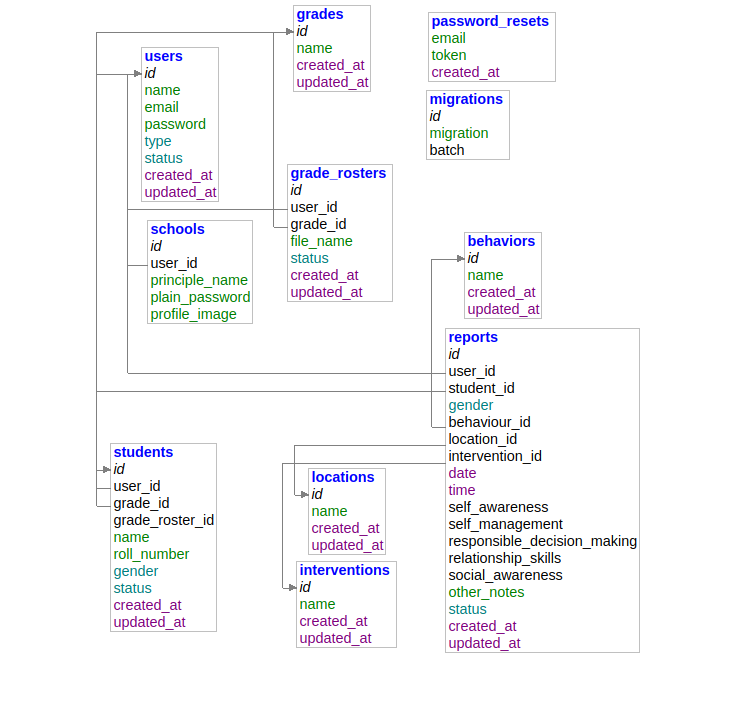 grades
id
name
created_at
updated_at
password_resets
email
token
created_at
users
id
name
email
password
type
status
created_at
updated_at
migrations
id
migration
batch
grade_rosters
id
user_id
grade_id
file_name
status
created_at
updated_at
schools
id
user_id
principle_name
plain_password
profile_image
behaviors
id
name
created_at
updated_at
reports
id
user_id
student_id
gender
behaviour_id
location_id
intervention_id
date
time
self_awareness
self_management
responsible_decision_making
relationship_skills
social_awareness
other_notes
status
created_at
updated_at
students
id
user_id
grade_id
grade_roster_id
name
roll_number
gender
status
created_at
updated_at
locations
id
name
created_at
updated_at
interventions
id
name
created_at
updated_at